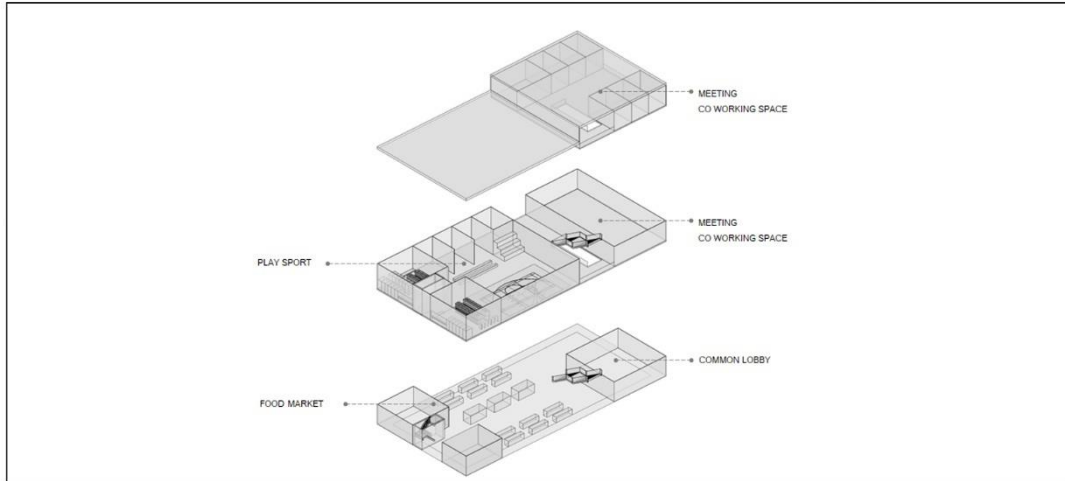 MEETING
CO WORKING SPACE
MEETING
CO WORKING SPACE
PLAY SPORT
COMMON LOBBY
FOOD MARKET